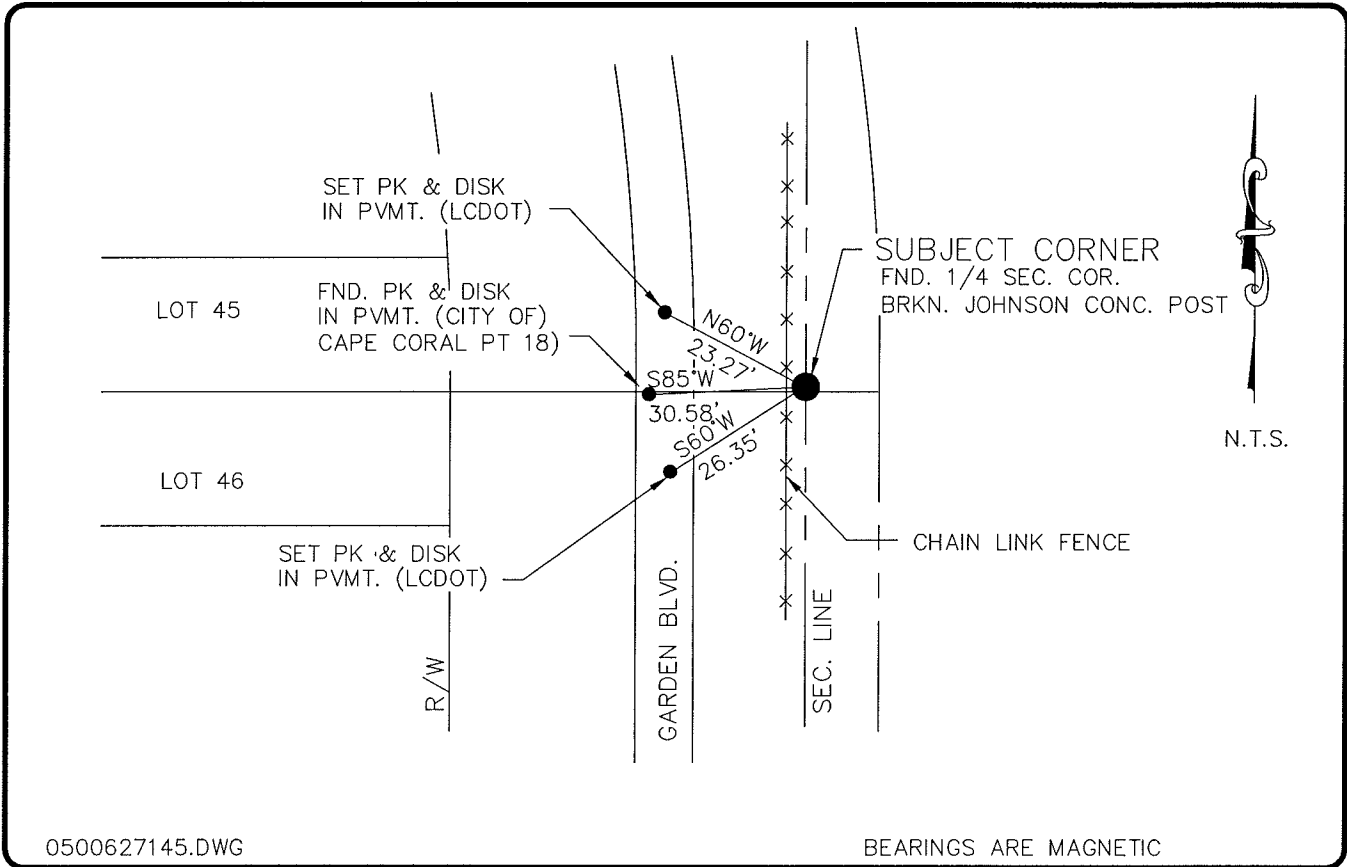 SET PK & DISK
IN PVMT. (LCDOT)
SUBJECT CORNER
FND. 1/4 SEC. COR.
BRKN. JOHNSON CONC. POST
FND. PK & DISK
IN PVMT. (CITY OF)
CAPE CORAL PT 18)
LOT 45
N60°W
23.27'
S85°W
30.58'
S60°W
26.35'
N.T.S.
LOT 46
SET PK & DISK
IN PVMT. (LCDOT)
CHAIN LINK FENCE
R/W
GARDEN BLVD.
SEC. LINE
0500627145.DWG
BEARINGS ARE MAGNETIC